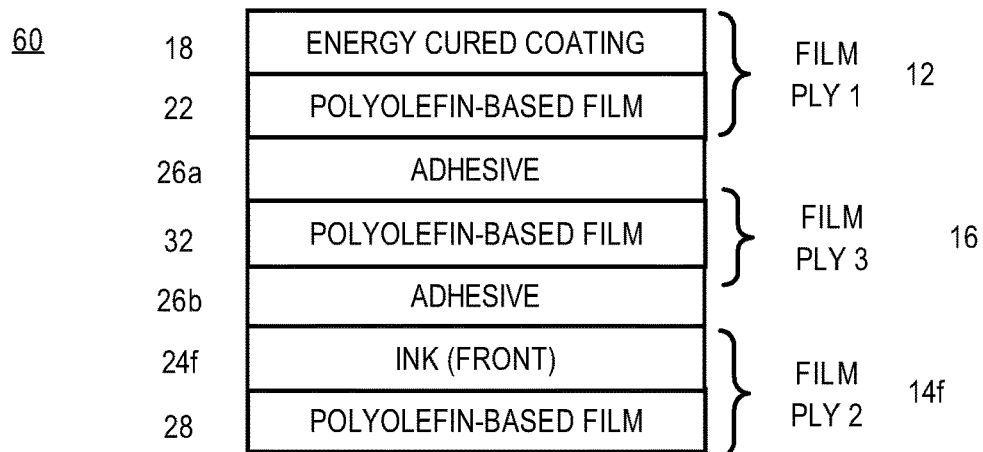 60
18 ENERGY CURED COATING
22 POLYOLEFIN-BASED FILM
FILM
PLY 1
12
26a ADHESIVE
32 POLYOLEFIN-BASED FILM
FILM
PLY 3
16
26b ADHESIVE
24f INK (FRONT)
28 POLYOLEFIN-BASED FILM
FILM
PLY 2
14f